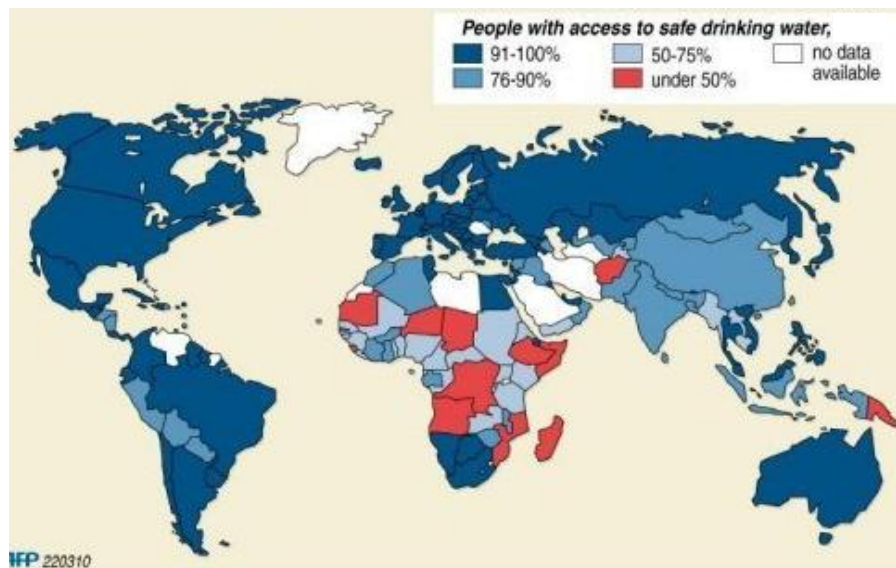 People with access to safe drinking water,
91-100%
76-90%
50-75%
under 50%
no data
available
AFP 220310